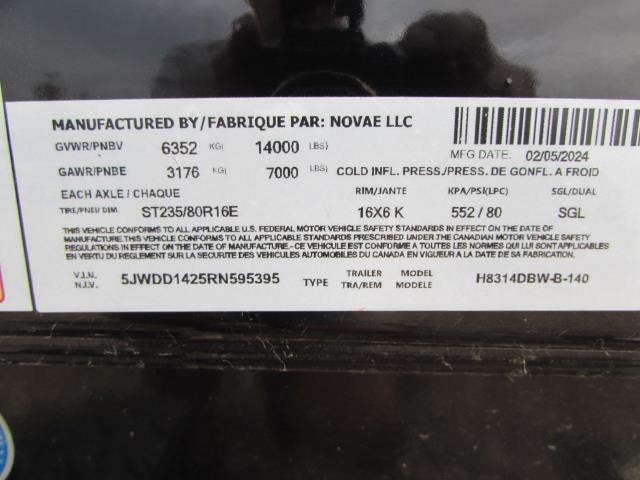 MANUFACTURED BY/FABRIQUE PAR: NOVAE LLC
GVWR/PNBV 6352 KG( 14000 LBS) MFG DATE: 02/05/2024
GAWR/PNBE 3176 KG( 7000 LBS) COLD INFL. PRESS./PRESS. DE GONFL. A FROID
EACH AXLE / CHAQUE RIM/JANTE KPA/PSI(LPC) SGL/DUAL
TIRE/PNEU DIM. ST235/80R16E 16X6 K 552 / 80 SGL
THIS VEHICLE CONFORMS TO ALL APPLICABLE U.S. FEDERAL MOTOR VEHICLE SAFETY STANDARDS IN EFFECT ON THE DATE OF
MANUFACTURE.THIS VEHICLE CONFORMS TO ALL APPLICABLE STANDARDS PRESCRIBED UNDER THE CANADIAN MOTOR VEHICLE SAFETY
REGULATIONS IN EFFECT ON THE DATE OF MANUFACTURE.-CE VEHICULE EST CONFORME A TOUTES LES NORMES QUI LUI SONT APPLICABLES
EN VERTU DU REGLEMENT SUR LA SECURITE DES VEHICULES AUTOMOBILES DU CANADA EN VIGUEUR A LA DATE DE SA FABRICATION.
V.I.N. 5JWDD1425RN595395 TYPE TRAILER MODEL H8314DBW-B-140
N.I.V. TRA/REM MODELE